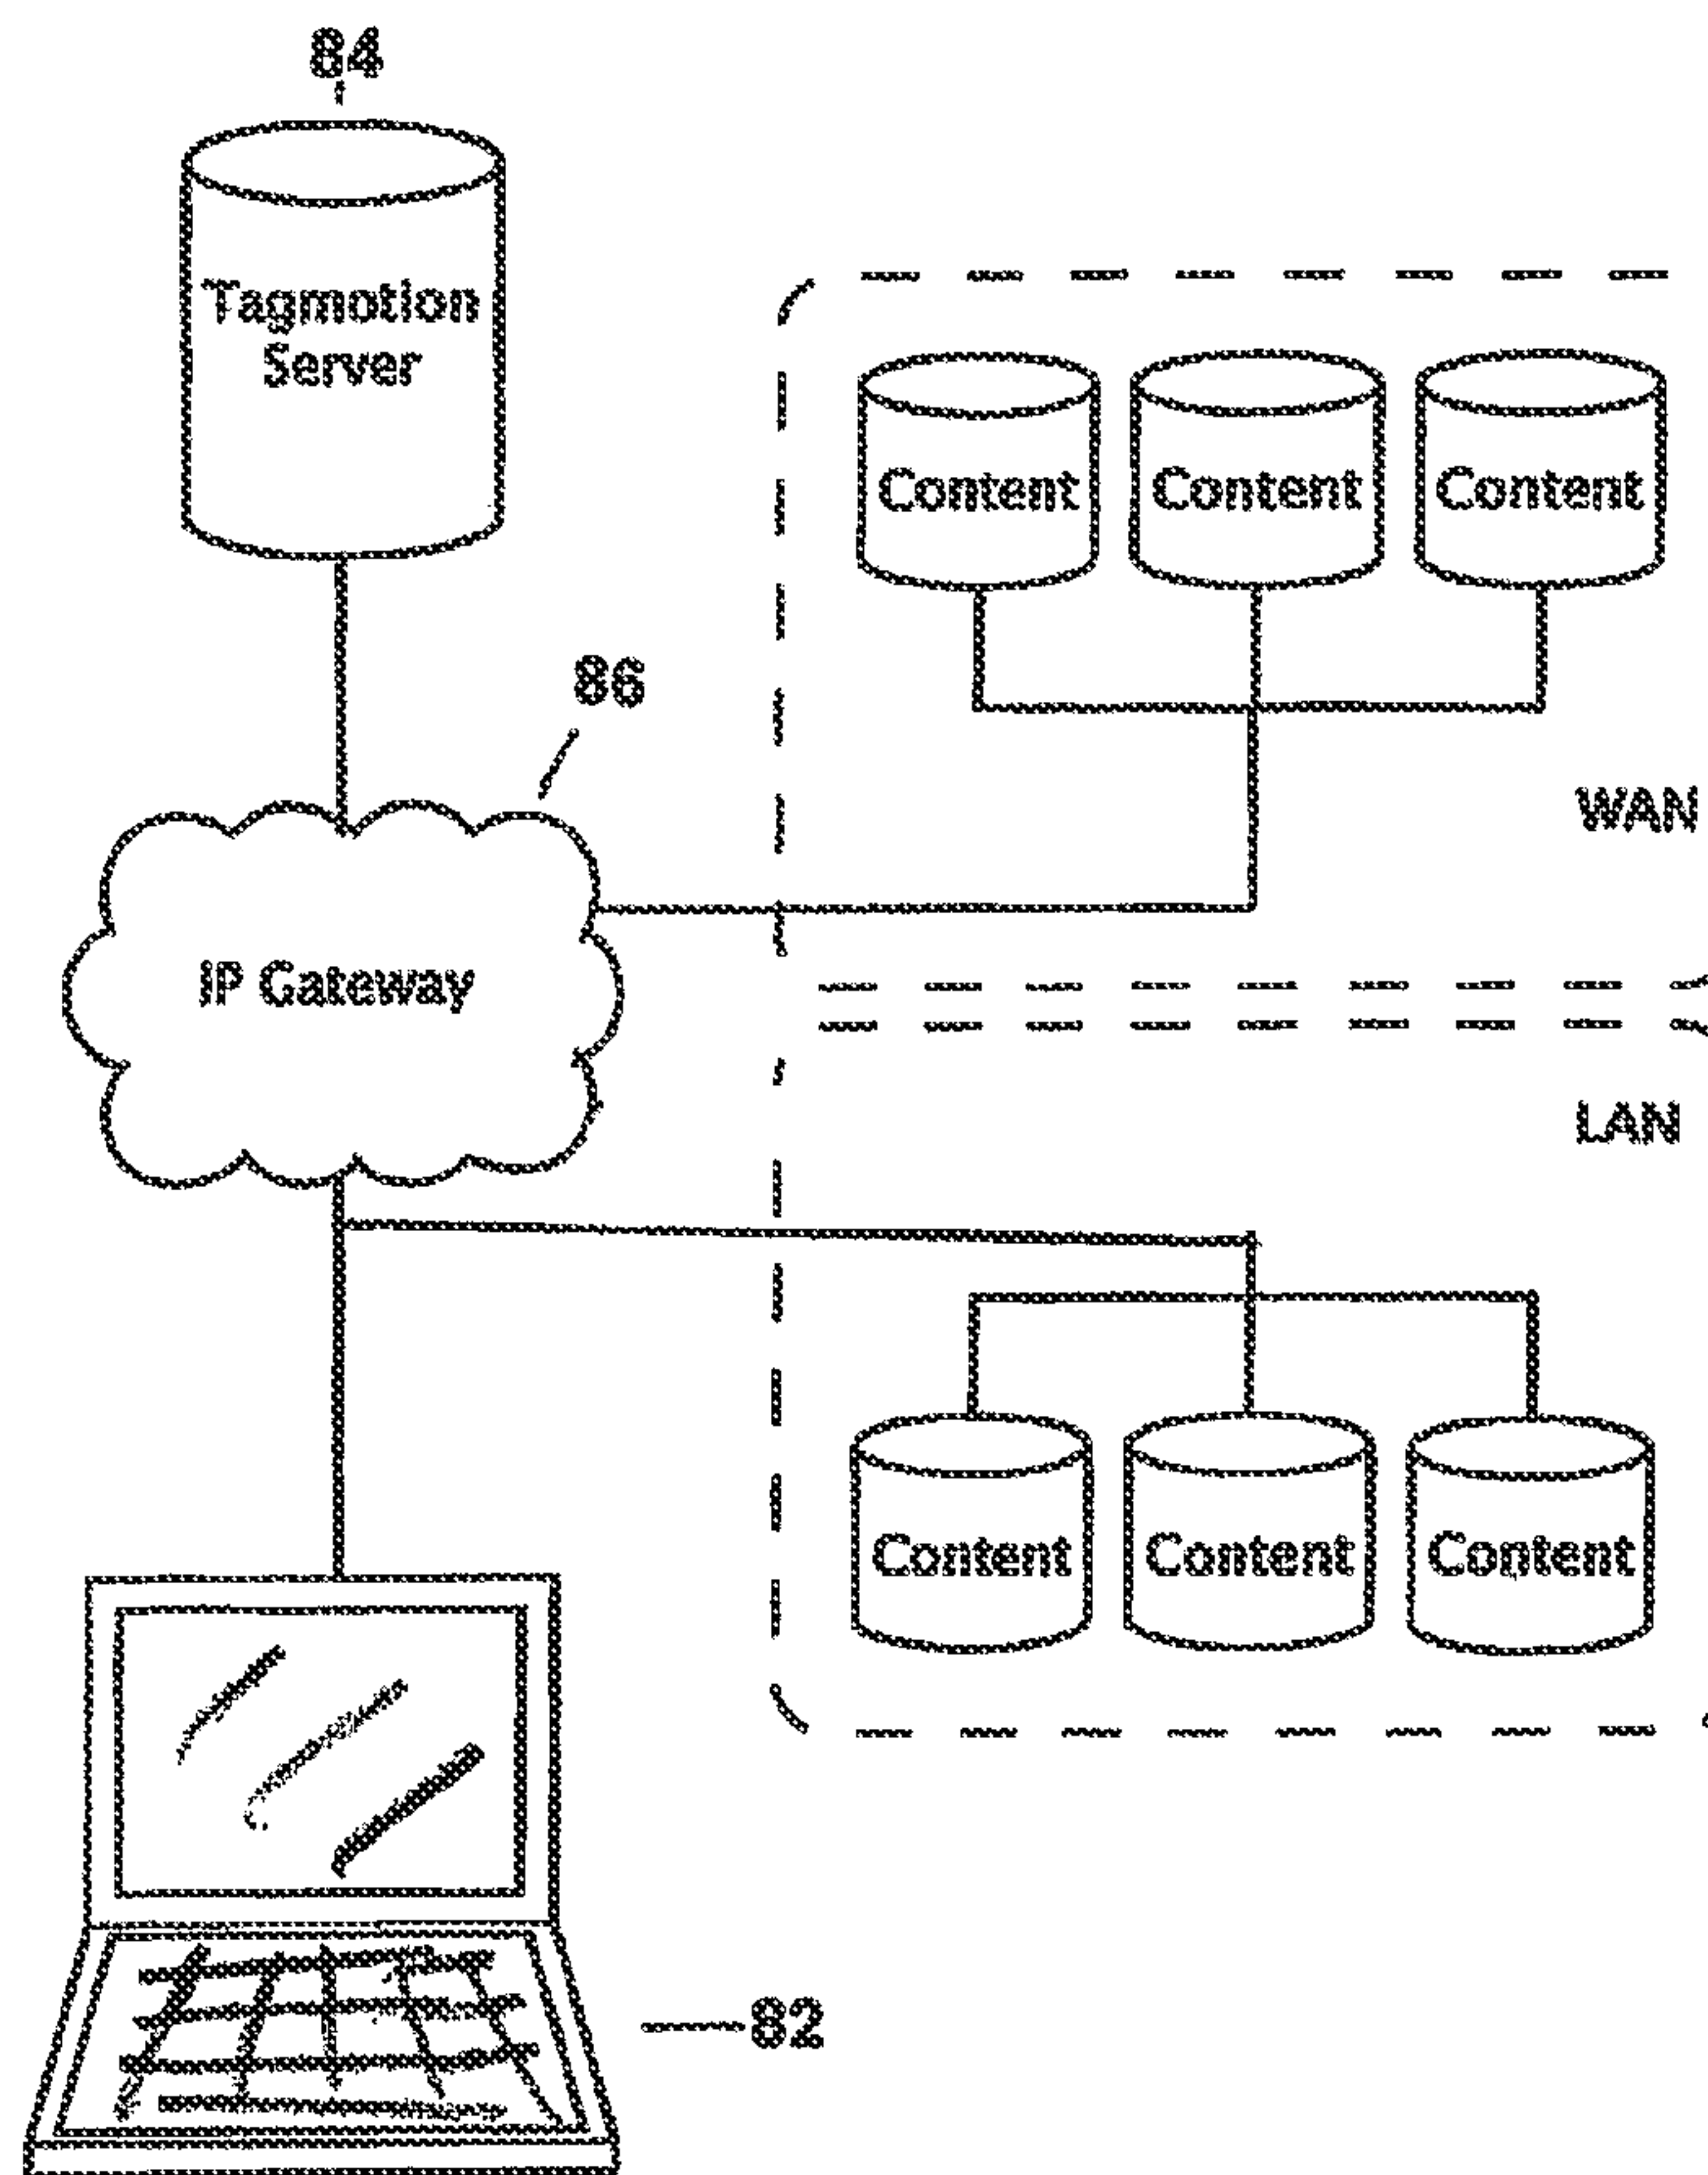 84
Tagmotion
Server
Content Content Content
86
WAN
IP Gateway
LAN
Content Content Content
82